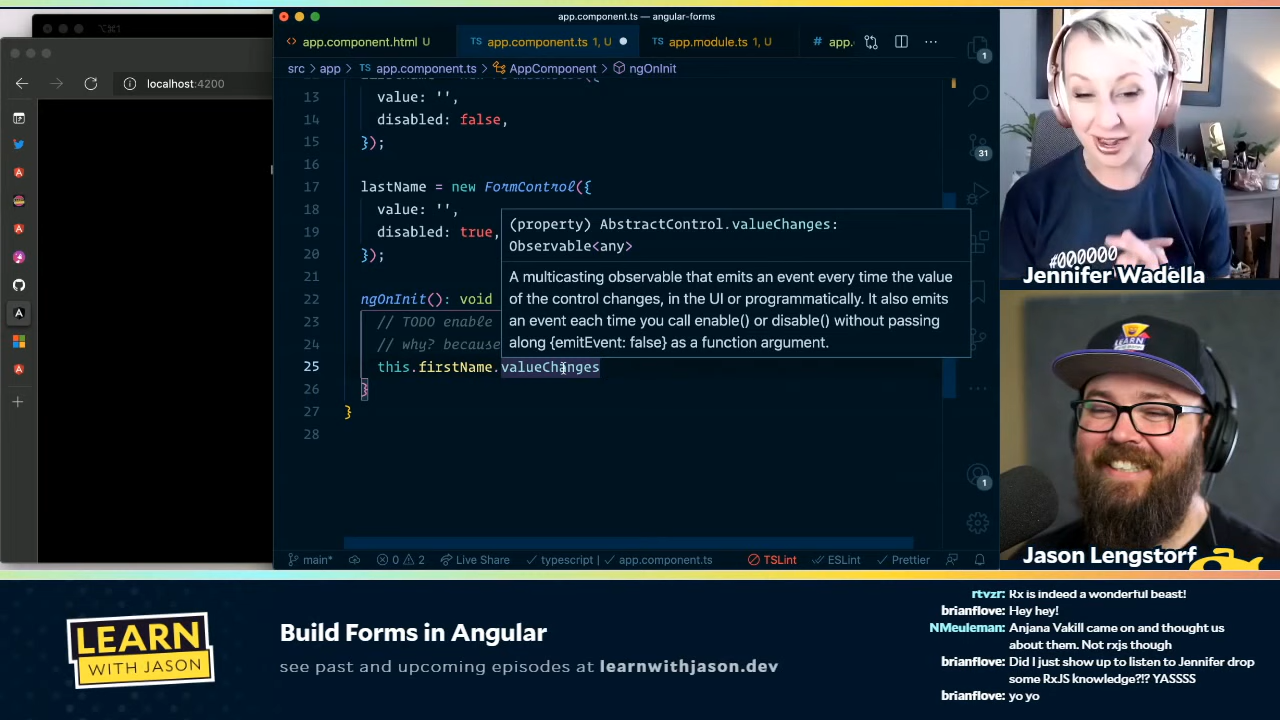 ⌥⌘1
app.component.ts — angular-forms
localhost:4200
<> app.component.html U
TS app.component.ts 1, U
TS app.module.ts 1, U
# app.
src > app > TS app.component.ts > AppComponent > ngOnInit
13 value: '',
14 disabled: false,
15 });
16
17 lastName = new FormControl({
18 value: '',
19 disabled: true,
20 });
21
22 ngOnInit(): void
23 // TODO enable
24 // why? because
25 this.firstName.valueChanges
26 }
27 }
28
(property) AbstractControl.valueChanges:
Observable<any>
A multicasting observable that emits an event every time the value
of the control changes, in the UI or programmatically. It also emits
an event each time you call enable() or disable() without passing
along {emitEvent: false} as a function argument.
1
31
1
main* 0 2 Live Share typescript | app.component.ts TSLint ESLint Prettier
#000000
Jennifer Wadella
Jason Lengstorf
LEARN
WITH JASON
Build Forms in Angular
see past and upcoming episodes at learnwithjason.dev
rtvzr: Rx is indeed a wonderful beast!
brianflove: Hey hey!
NMeuleman: Anjana Vakill came on and thought us
about them. Not rxjs though
brianflove: Did I just show up to listen to Jennifer drop
some RxJS knowledge?!? YASSSS
brianflove: yo yo